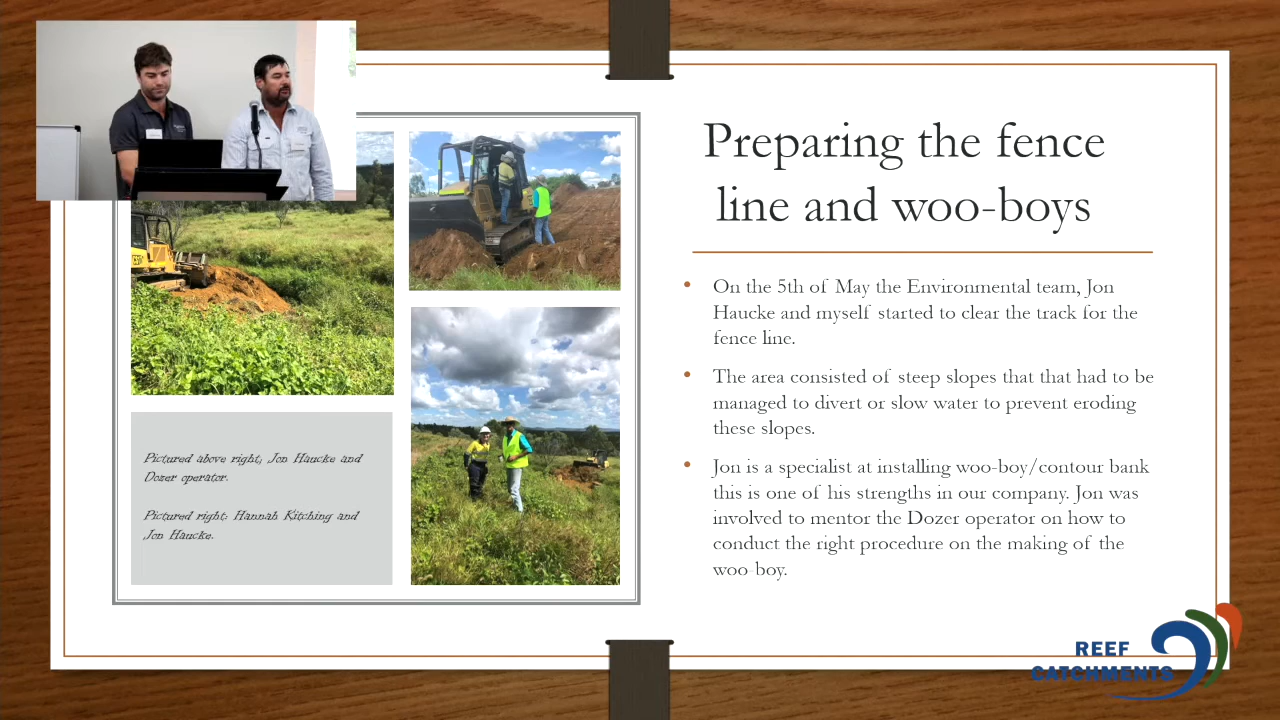 Preparing the fence
line and woo-boys
On the 5th of May the Environmental team, Jon
Haucke and myself started to clear the track for the
fence line.
The area consisted of steep slopes that that had to be
managed to divert or slow water to prevent eroding
these slopes.
Jon is a specialist at installing woo-boy/contour bank
this is one of his strengths in our company. Jon was
involved to mentor the Dozer operator on how to
conduct the right procedure on the making of the
woo-boy.
Pictured above right; Jon Haucke and
Dozer operator.
Pictured right: Hannah Kitching and
Jon Haucke.
REEF
CATCHMENTS